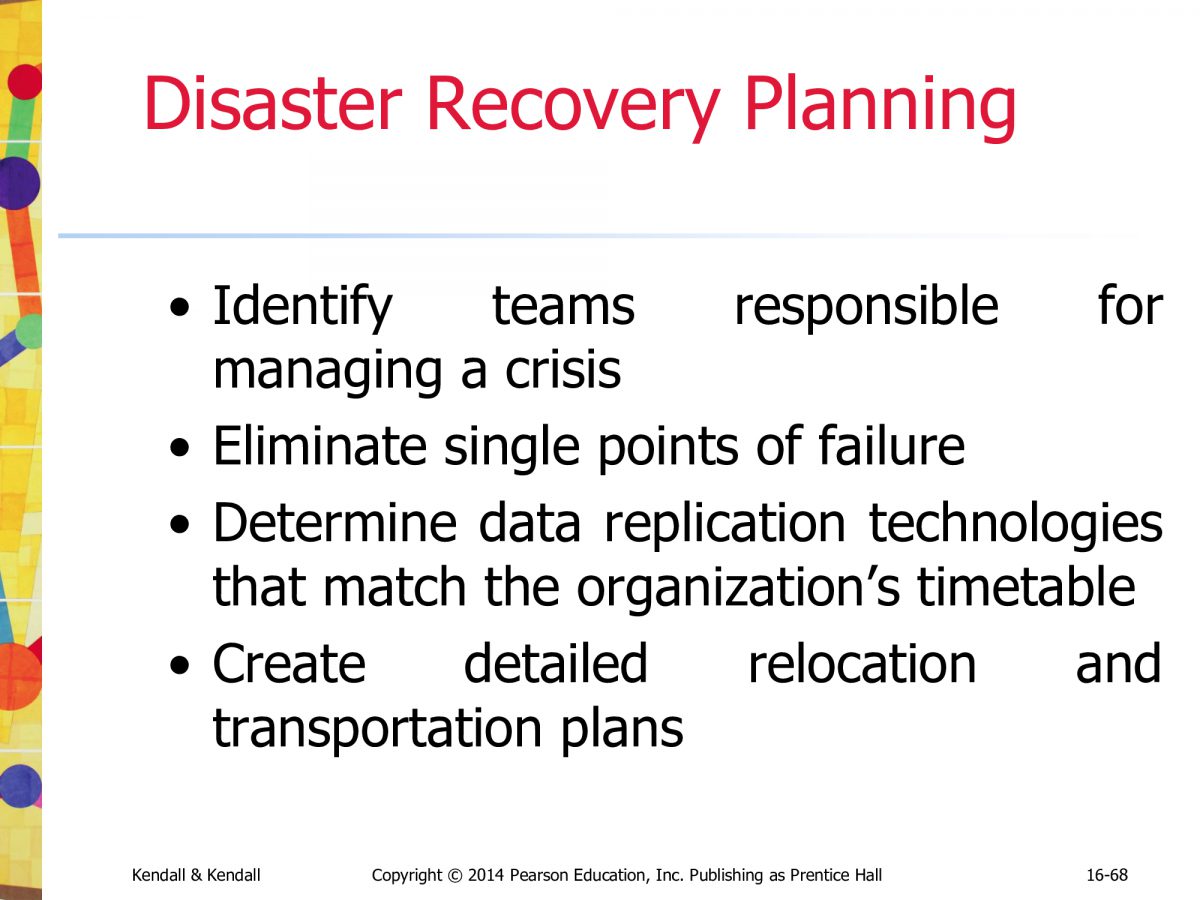 Disaster Recovery Planning
• Identify teams responsible for
managing a crisis
• Eliminate single points of failure
• Determine data replication technologies
that match the organization’s timetable
• Create detailed relocation and
transportation plans
Kendall & Kendall Copyright © 2014 Pearson Education, Inc. Publishing as Prentice Hall 16-68